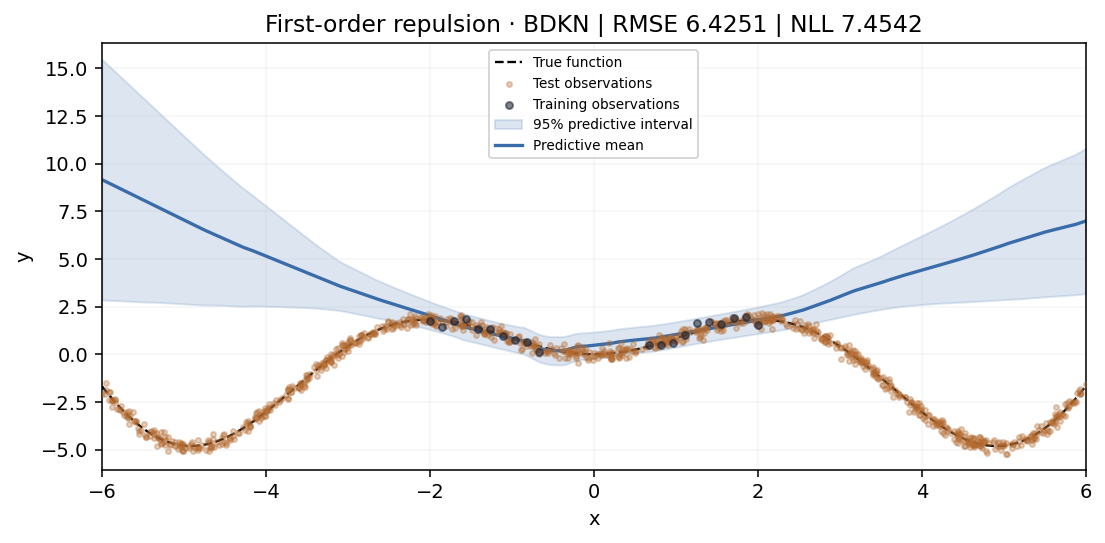 First-order repulsion · BDKN | RMSE 6.4251 | NLL 7.4542
True function
Test observations
Training observations
95% predictive interval
Predictive mean
15.0
12.5
10.0
7.5
5.0
2.5
0.0
−2.5
−5.0
y
−6
−4
−2
0
2
4
6
x